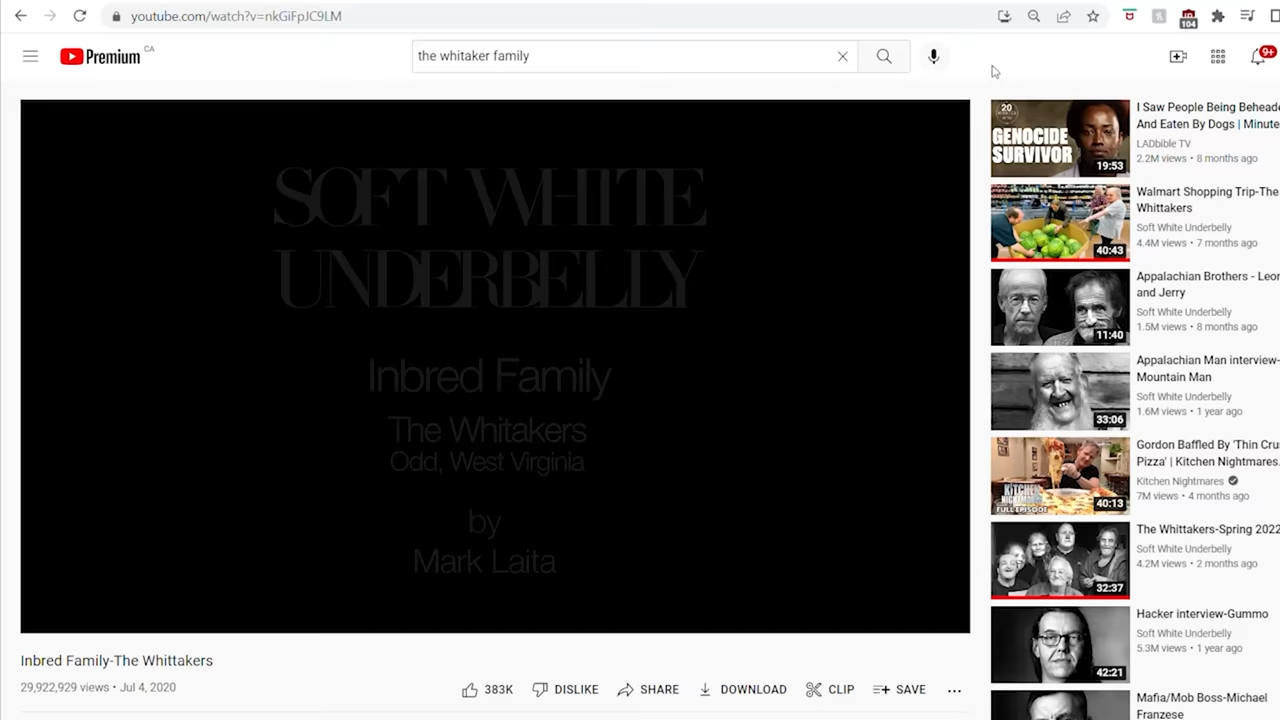 youtube.com/watch?v=nkGiFpJC9LM
104
Premium CA
the whitaker family
9+
SOFT WHITE
UNDERBELLY
Inbred Family
The Whitakers
Odd, West Virginia
by
Mark Laita
Inbred Family-The Whittakers
29,922,929 views • Jul 4, 2020
383K
DISLIKE
SHARE
DOWNLOAD
CLIP
SAVE
20
GENOCIDE
SURVIVOR
19:53
I Saw People Being Behead
And Eaten By Dogs | Minute
LADbible TV
2.2M views • 8 months ago
40:43
Walmart Shopping Trip-The
Whittakers
Soft White Underbelly
4.4M views • 7 months ago
11:40
Appalachian Brothers - Leon
and Jerry
Soft White Underbelly
1.5M views • 8 months ago
33:06
Appalachian Man interview-
Mountain Man
Soft White Underbelly
1.6M views • 1 year ago
KITCHEN
NIGHTMARES
FULL EPISODE
40:13
Gordon Baffled By 'Thin Cru
Pizza' | Kitchen Nightmares
Kitchen Nightmares
7M views • 4 months ago
32:37
The Whittakers-Spring 2022
Soft White Underbelly
4.2M views • 2 months ago
42:21
Hacker interview-Gummo
Soft White Underbelly
5.3M views • 1 year ago
Mafia/Mob Boss-Michael
Franzese